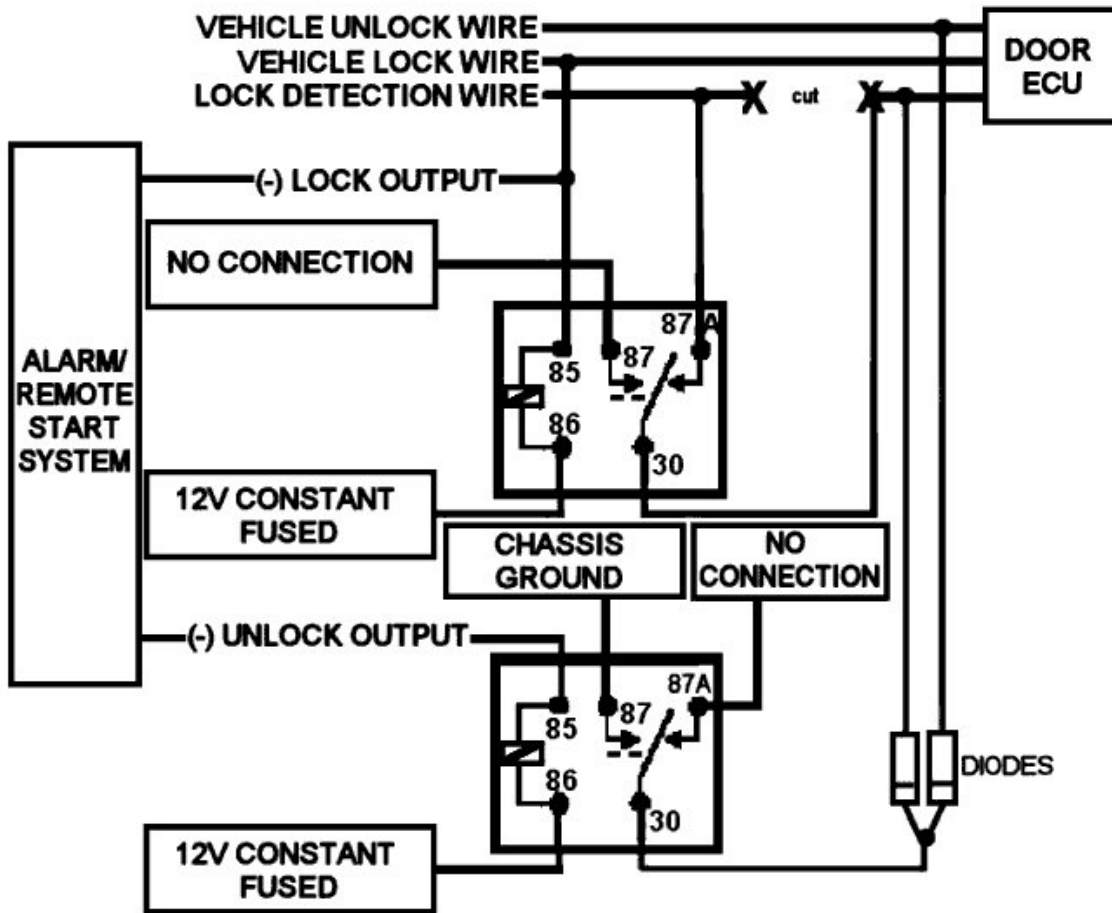 VEHICLE UNLOCK WIRE
VEHICLE LOCK WIRE
LOCK DETECTION WIRE
X cut X
DOOR
ECU
(-) LOCK OUTPUT
NO CONNECTION
ALARM/
REMOTE
START
SYSTEM
87A
87
85
86
30
12V CONSTANT
FUSED
CHASSIS
GROUND
NO
CONNECTION
(-) UNLOCK OUTPUT
87A
87
85
86
30
DIODES
12V CONSTANT
FUSED